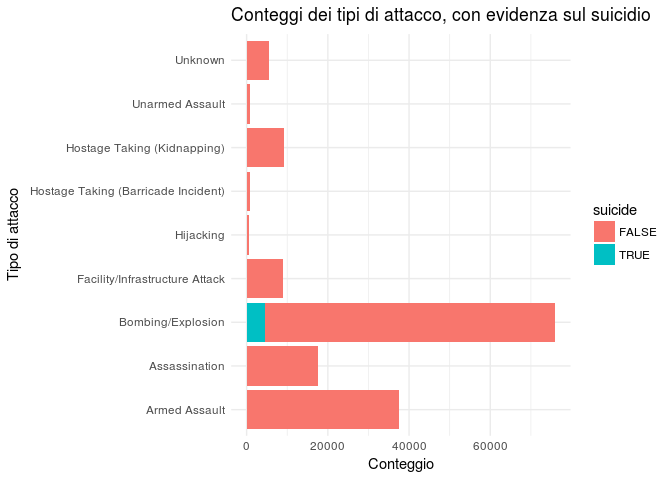 Conteggi dei tipi di attacco, con evidenza sul suicidio
Tipo di attacco
Unknown
Unarmed Assault
Hostage Taking (Kidnapping)
Hostage Taking (Barricade Incident)
Hijacking
Facility/Infrastructure Attack
Bombing/Explosion
Assassination
Armed Assault
0 20000 40000 60000
Conteggio
suicide
FALSE
TRUE